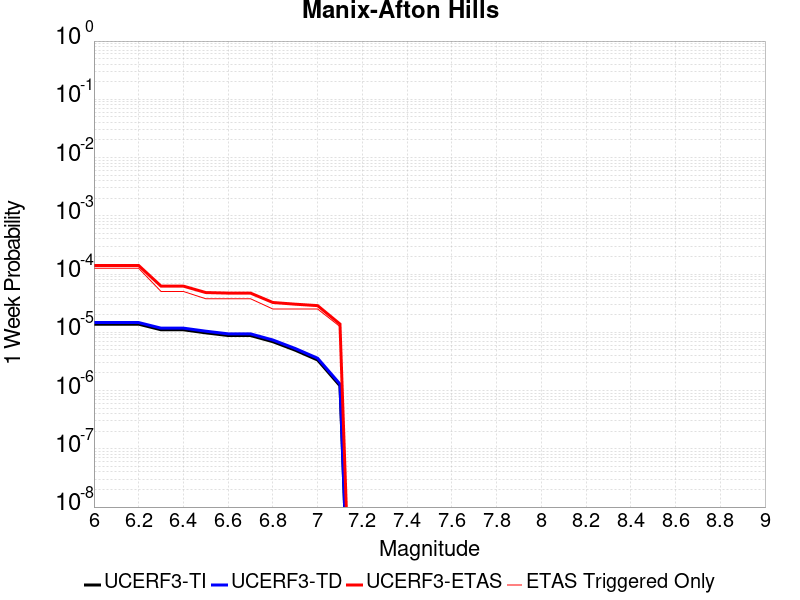 Manix-Afton Hills
1 Week Probability
10^0
10^-1
10^-2
10^-3
10^-4
10^-5
10^-6
10^-7
10^-8
6 6.2 6.4 6.6 6.8 7 7.2 7.4 7.6 7.8 8 8.2 8.4 8.6 8.8 9
Magnitude
UCERF3-TI UCERF3-TD UCERF3-ETAS ETAS Triggered Only